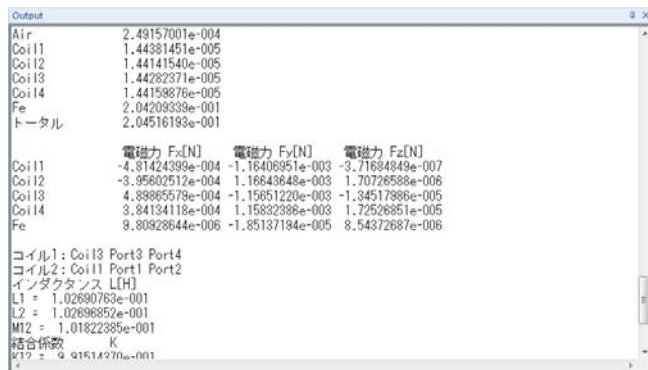 Output
Air 2.49157001e-004
Coil1 1.44381451e-005
Coil2 1.44141540e-005
Coil3 1.44282371e-005
Coil4 1.44159876e-005
Fe 2.04209339e-001
トータル 2.04516193e-001
電磁力 Fx[N] 電磁力 Fy[N] 電磁力 Fz[N]
Coil1 -4.81424399e-004 -1.16406951e-003 -3.71684849e-007
Coil2 -3.95602512e-004 1.16643648e-003 1.70726588e-006
Coil3 4.89865579e-004 -1.15651220e-003 -1.34517986e-005
Coil4 3.84134118e-004 1.15832386e-003 1.72526851e-005
Fe 9.80928644e-006 -1.85137194e-005 8.54372687e-006
コイル1:Coil3 Port3 Port4
コイル2:Coil1 Port1 Port2
インダクタンス L[H]
L1 = 1.02690763e-001
L2 = 1.02696852e-001
M12 = 1.01822385e-001
結合係数 K
K12 = 9.91514370e-001